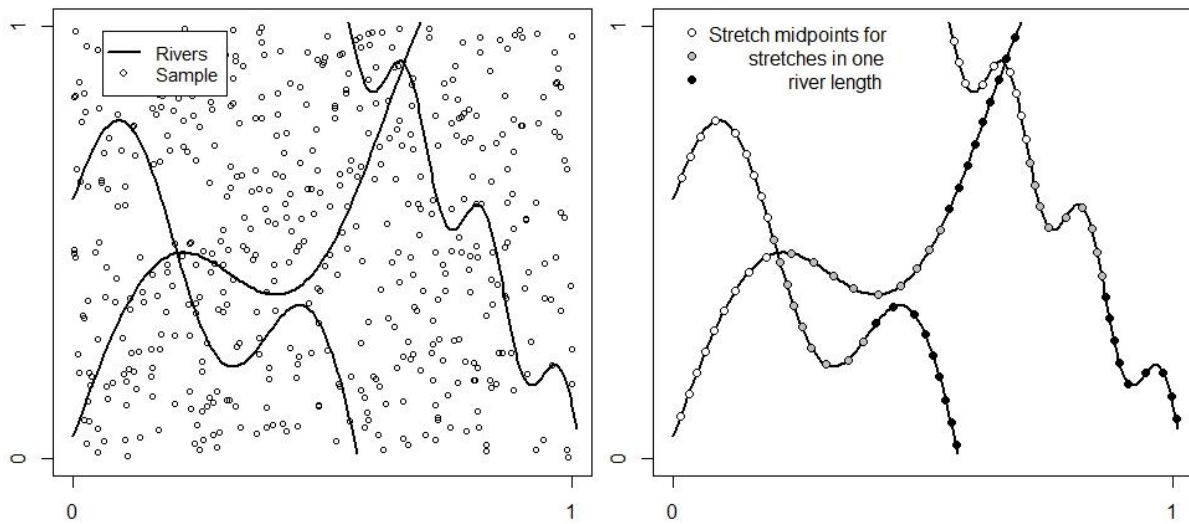 1
Rivers
Sample
0
0
1
1
Stretch midpoints for
stretches in one
river length
0
0
1